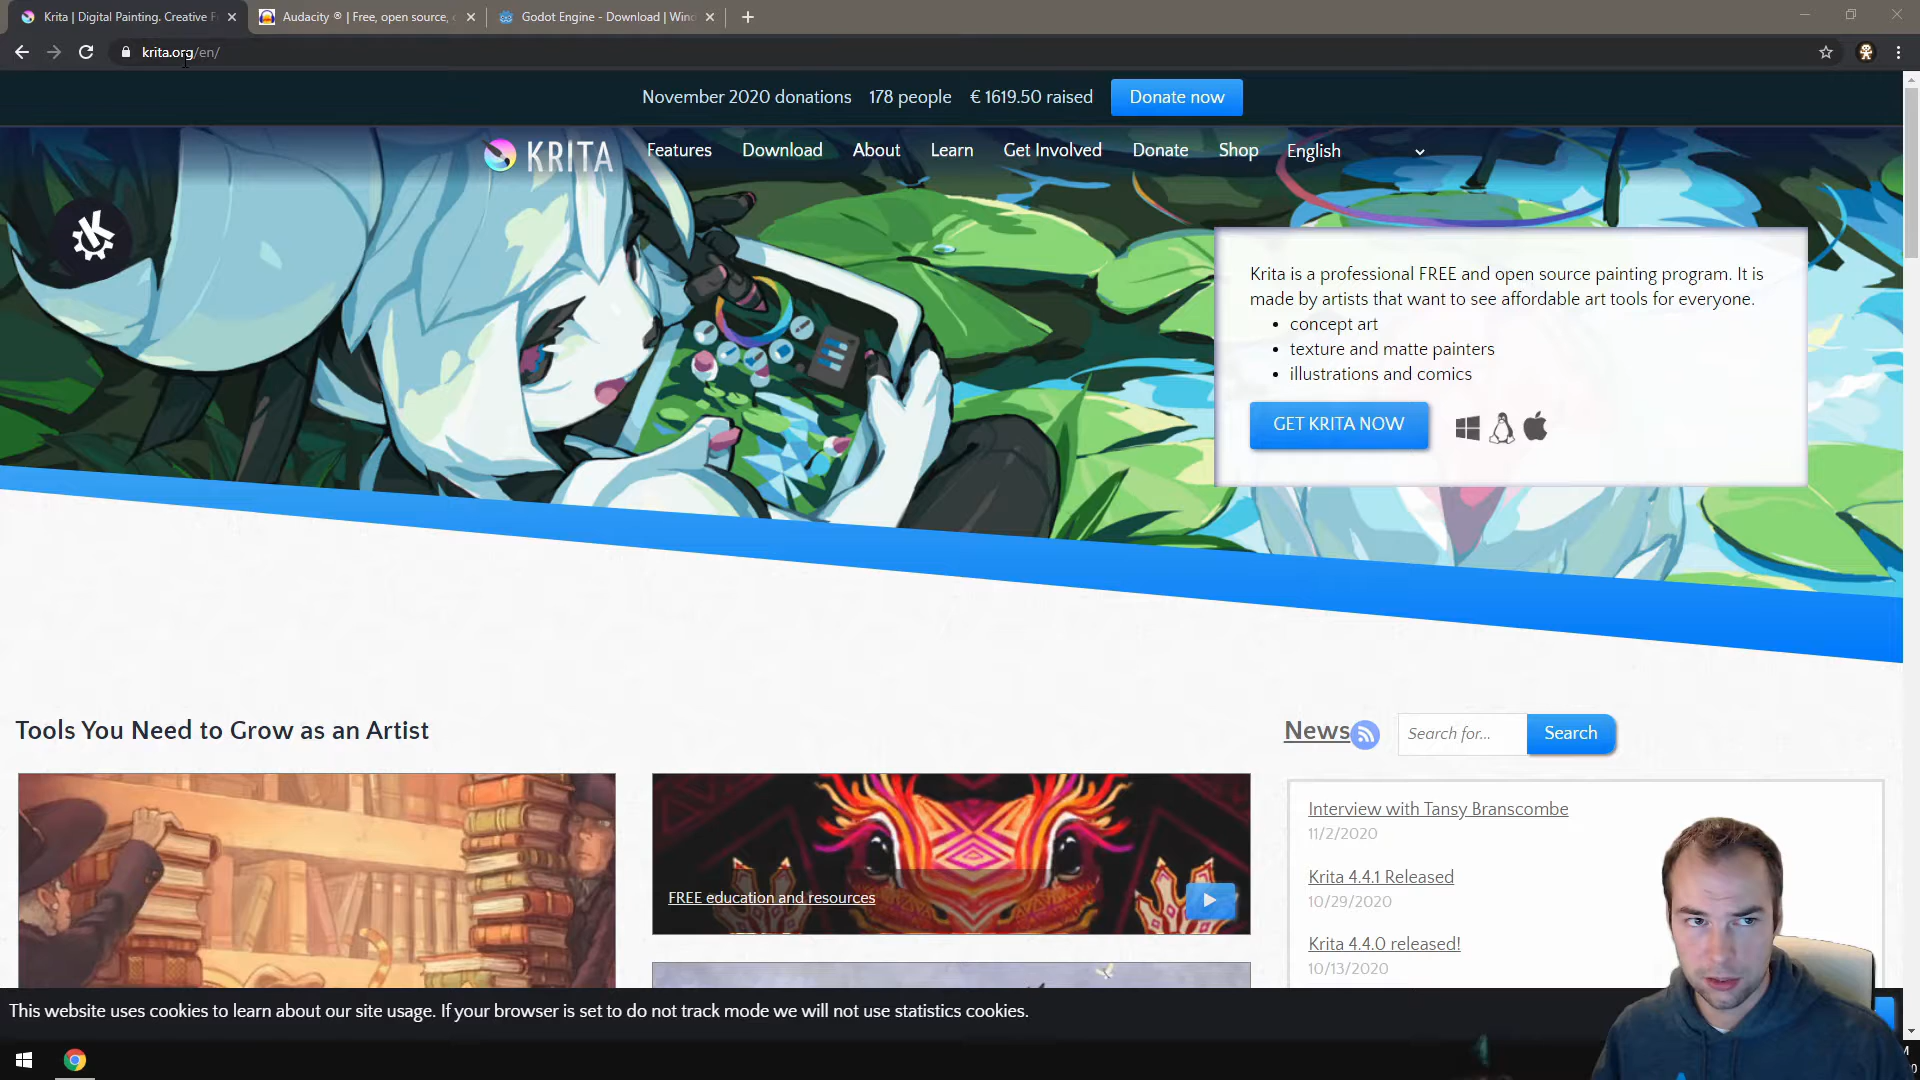 Krita | Digital Painting. Creative F
Audacity ® | Free, open source, c
Godot Engine - Download | Wind
krita.org/en/
November 2020 donations 178 people € 1619.50 raised Donate now
KRITA Features Download About Learn Get Involved Donate Shop English
Krita is a professional FREE and open source painting program. It is
made by artists that want to see affordable art tools for everyone.
• concept art
• texture and matte painters
• illustrations and comics
GET KRITA NOW
Tools You Need to Grow as an Artist
News Search for... Search
Interview with Tansy Branscombe
11/2/2020
Krita 4.4.1 Released
10/29/2020
FREE education and resources
Krita 4.4.0 released!
10/13/2020
This website uses cookies to learn about our site usage. If your browser is set to do not track mode we will not use statistics cookies.